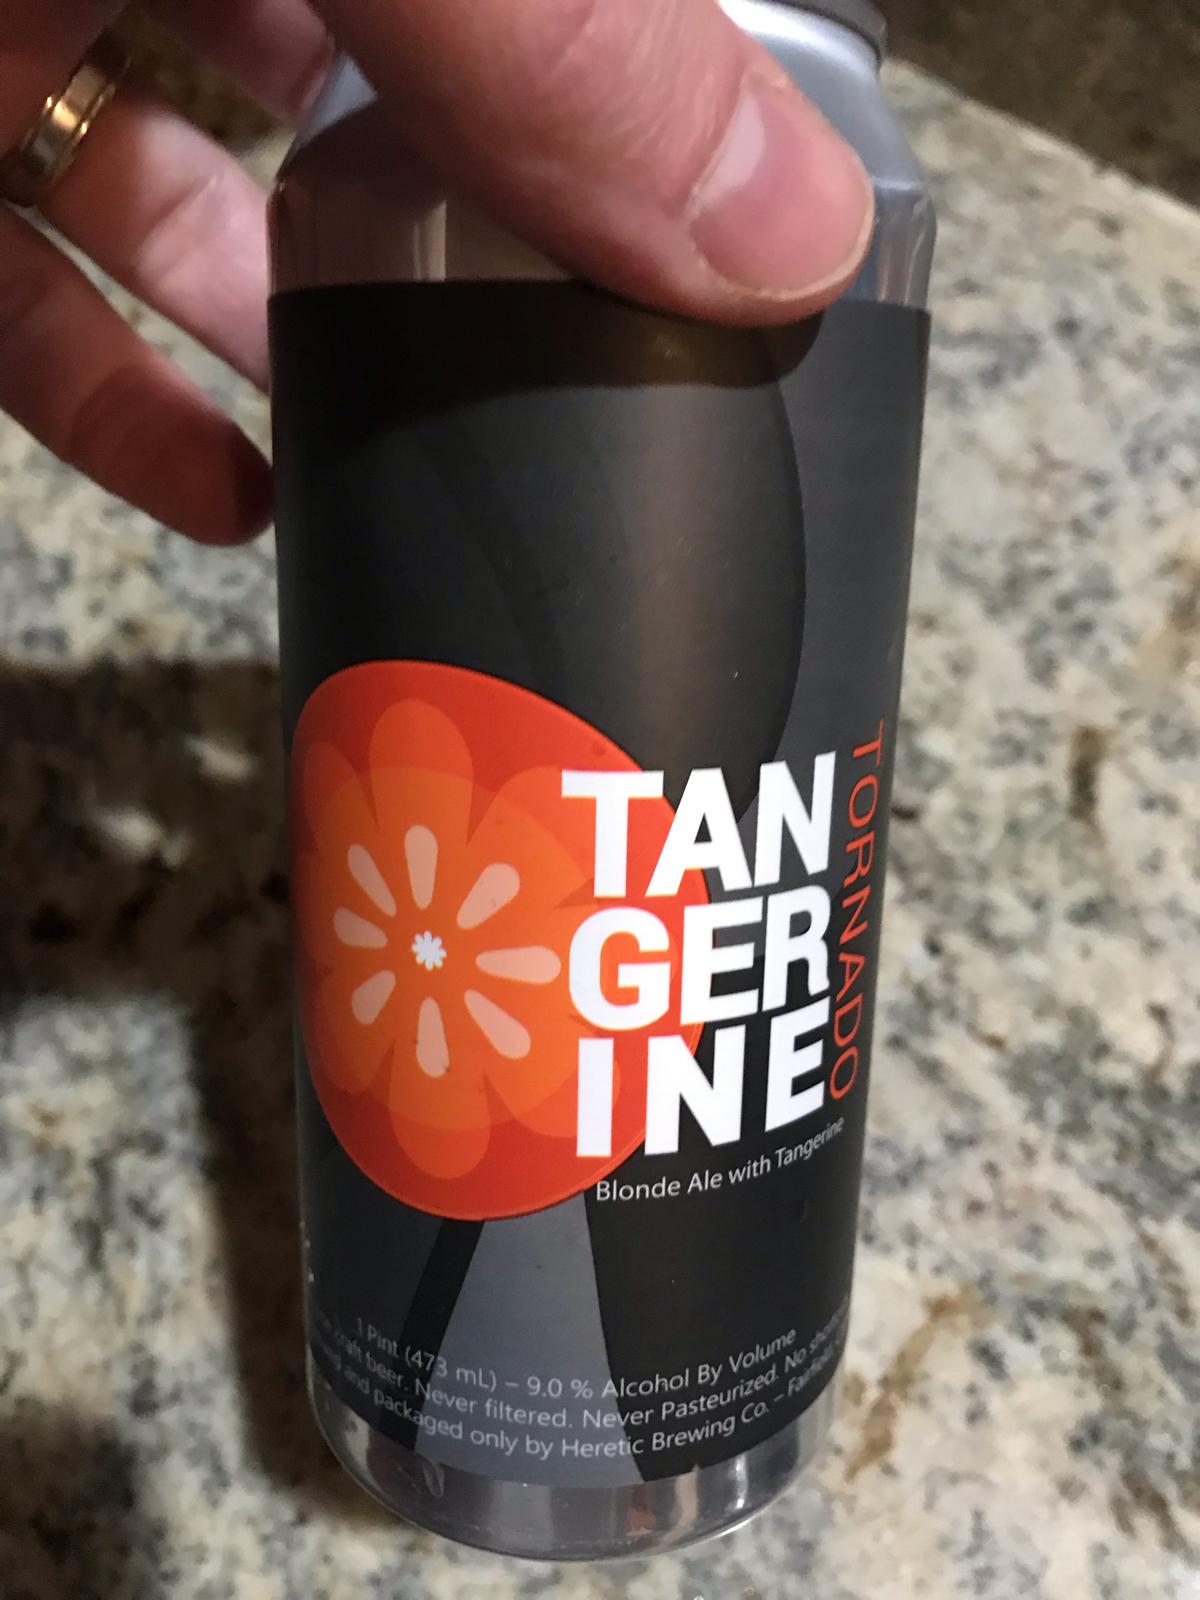 TAN
GER
INE
TORNADO
Blonde Ale with Tangerine
1 Pint (473 mL) – 9.0 % Alcohol By Volume
craft beer. Never filtered. Never Pasteurized. No
and packaged only by Heretic Brewing Co. –